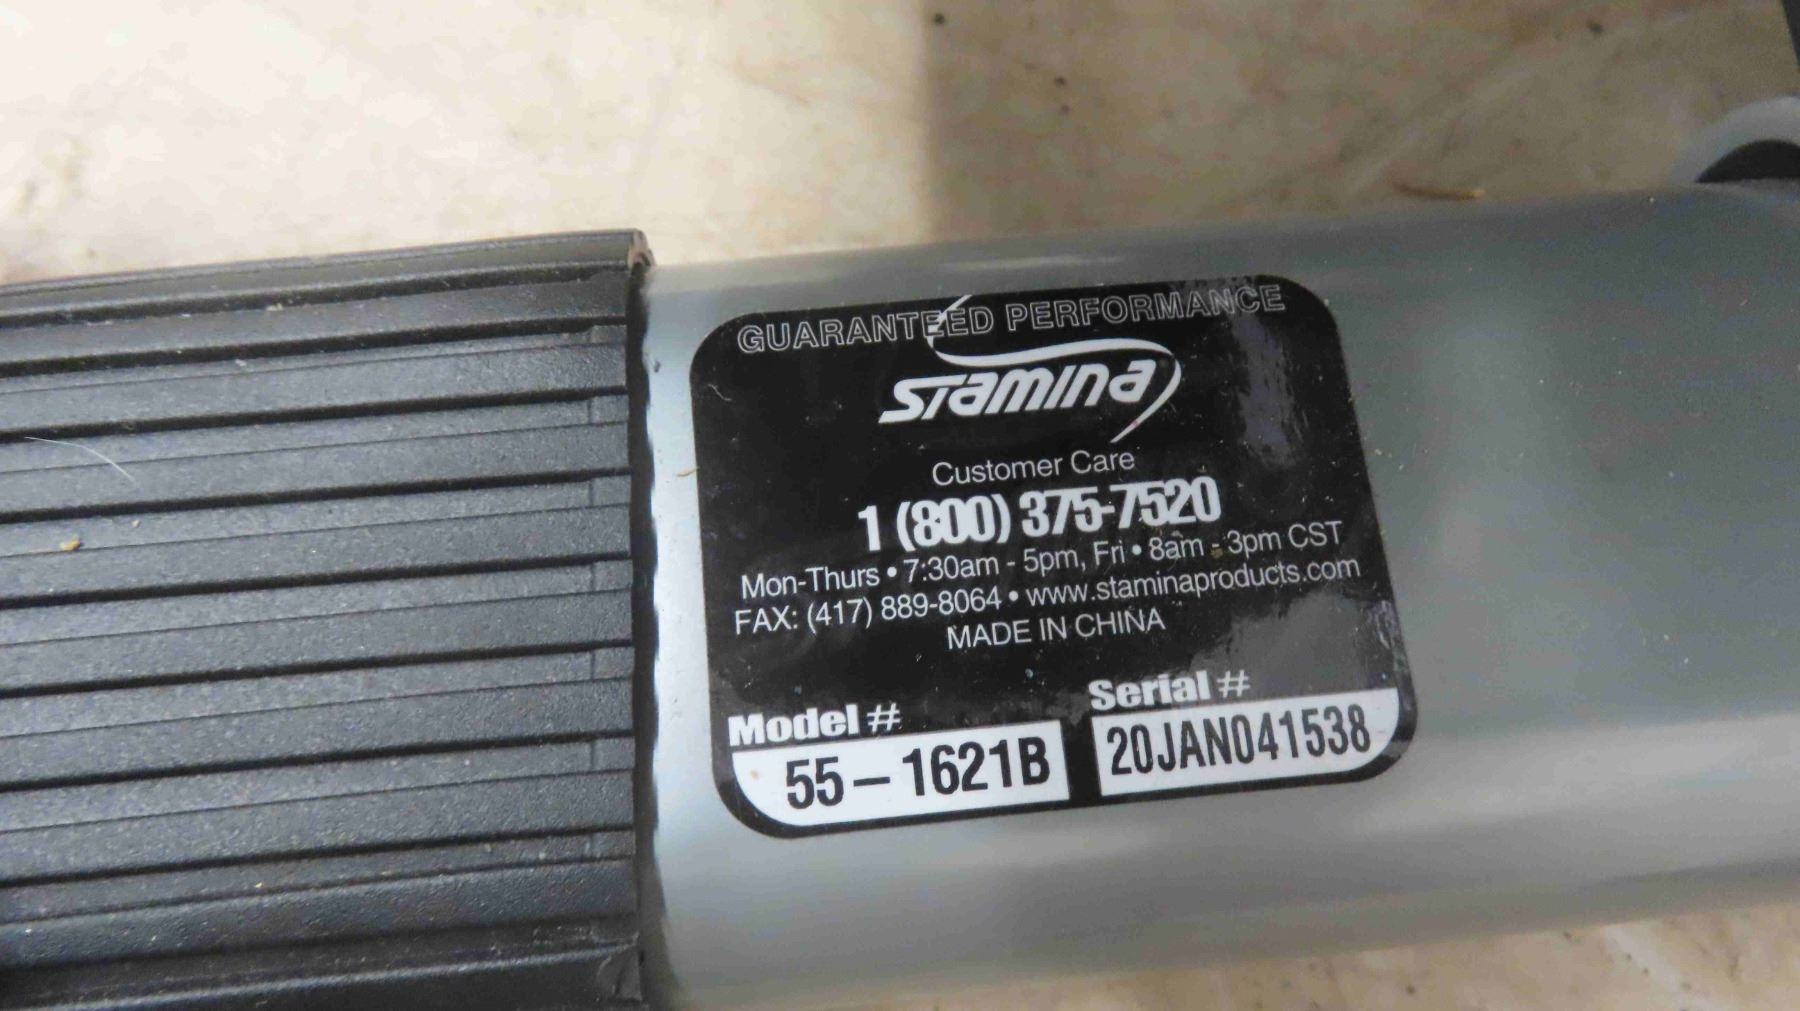 GUARANTEED PERFORMANCE
Stamina
Customer Care
1 (800) 375-7520
Mon-Thurs • 7:30am - 5pm, Fri • 8am - 3pm CST
FAX: (417) 889-8064 • www.staminaproducts.com
MADE IN CHINA
Model # Serial #
55-1621B 20JAN041538